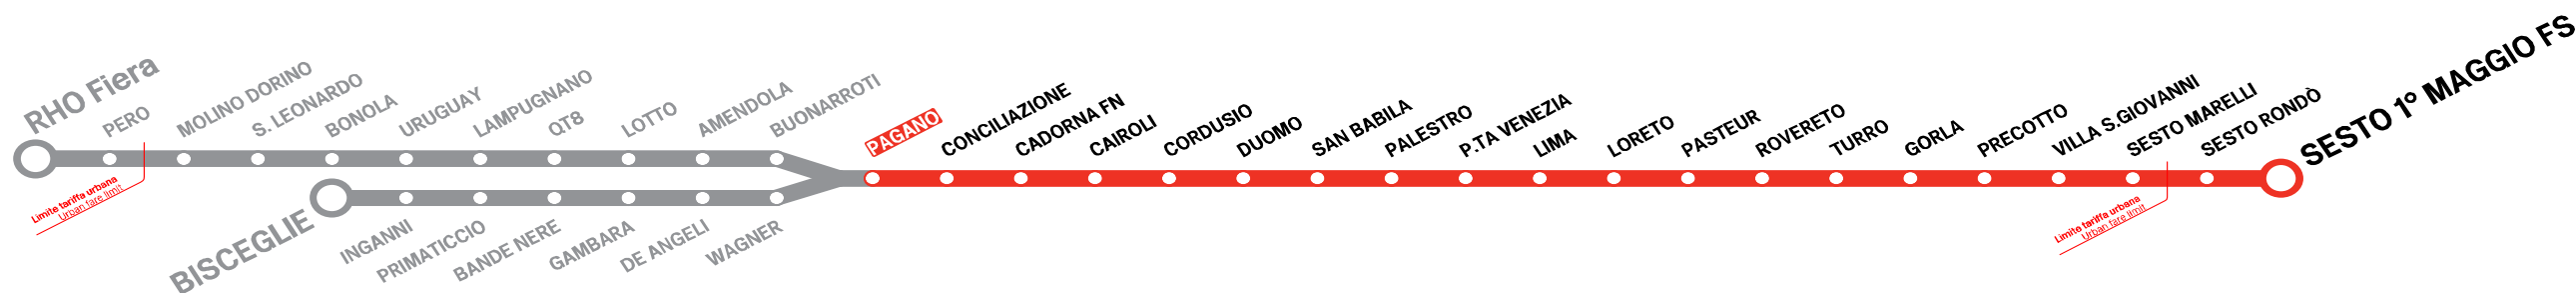 RHO Fiera
PERO
MOLINO DORINO
S. LEONARDO
BONOLA
URUGUAY
LAMPUGNANO
QT8
LOTTO
AMENDOLA
BUONARROTI
PAGANO
CONCILIAZIONE
CADORNA FN
CAIROLI
CORDUSIO
DUOMO
SAN BABILA
PALESTRO
P.TA VENEZIA
LIMA
LORETO
PASTEUR
ROVERETO
TURRO
GORLA
PRECOTTO
VILLA S.GIOVANNI
SESTO MARELLI
SESTO RONDÒ
SESTO 1° MAGGIO FS
Limite tariffa urbana
Urban fare limit
BISCEGLIE
INGANNI
PRIMATICCIO
BANDE NERE
GAMBARA
DE ANGELI
WAGNER
Limite tariffa urbana
Urban fare limit